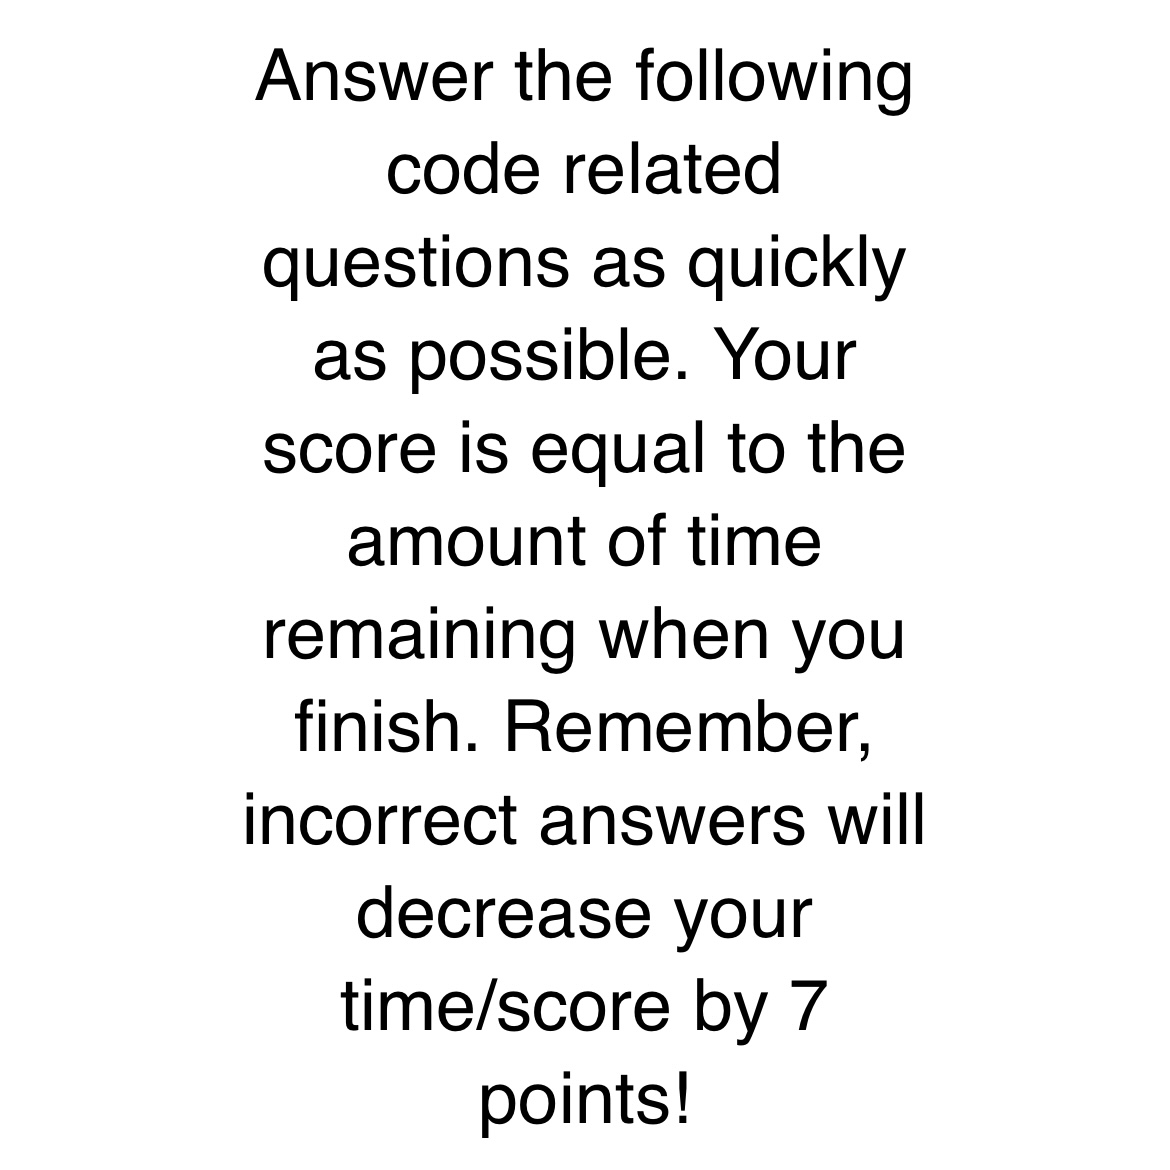 Answer the following
code related
questions as quickly
as possible. Your
score is equal to the
amount of time
remaining when you
finish. Remember,
incorrect answers will
decrease your
time/score by 7
points!